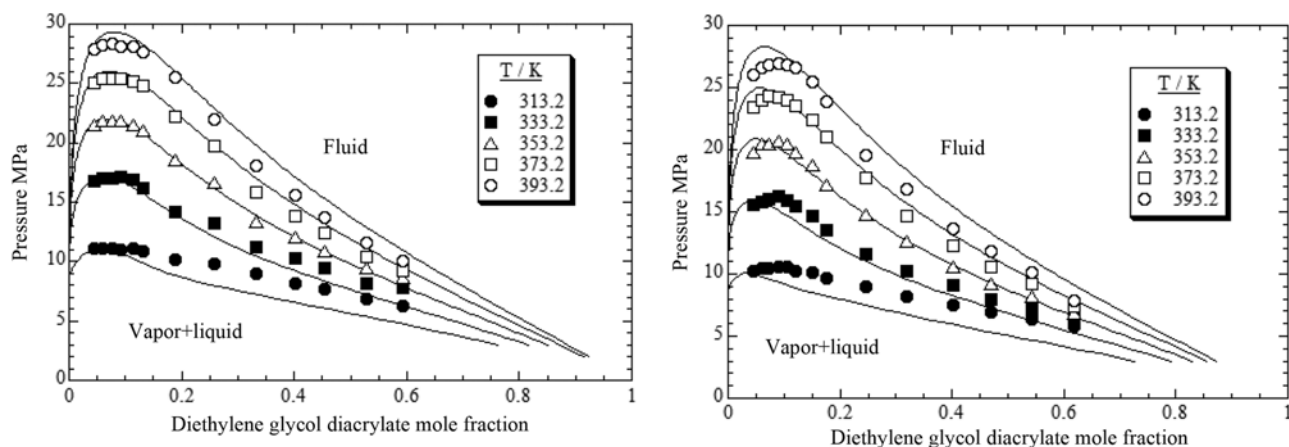 30
25
20
15
10
5
0
Pressure MPa
T / K
313.2
333.2
353.2
373.2
393.2
Fluid
Vapor+liquid
0 0.2 0.4 0.6 0.8 1
Diethylene glycol diacrylate mole fraction
30
25
20
15
10
5
0
Pressure MPa
T / K
313.2
333.2
353.2
373.2
393.2
Fluid
Vapor+liquid
0 0.2 0.4 0.6 0.8 1
Diethylene glycol diacrylate mole fraction